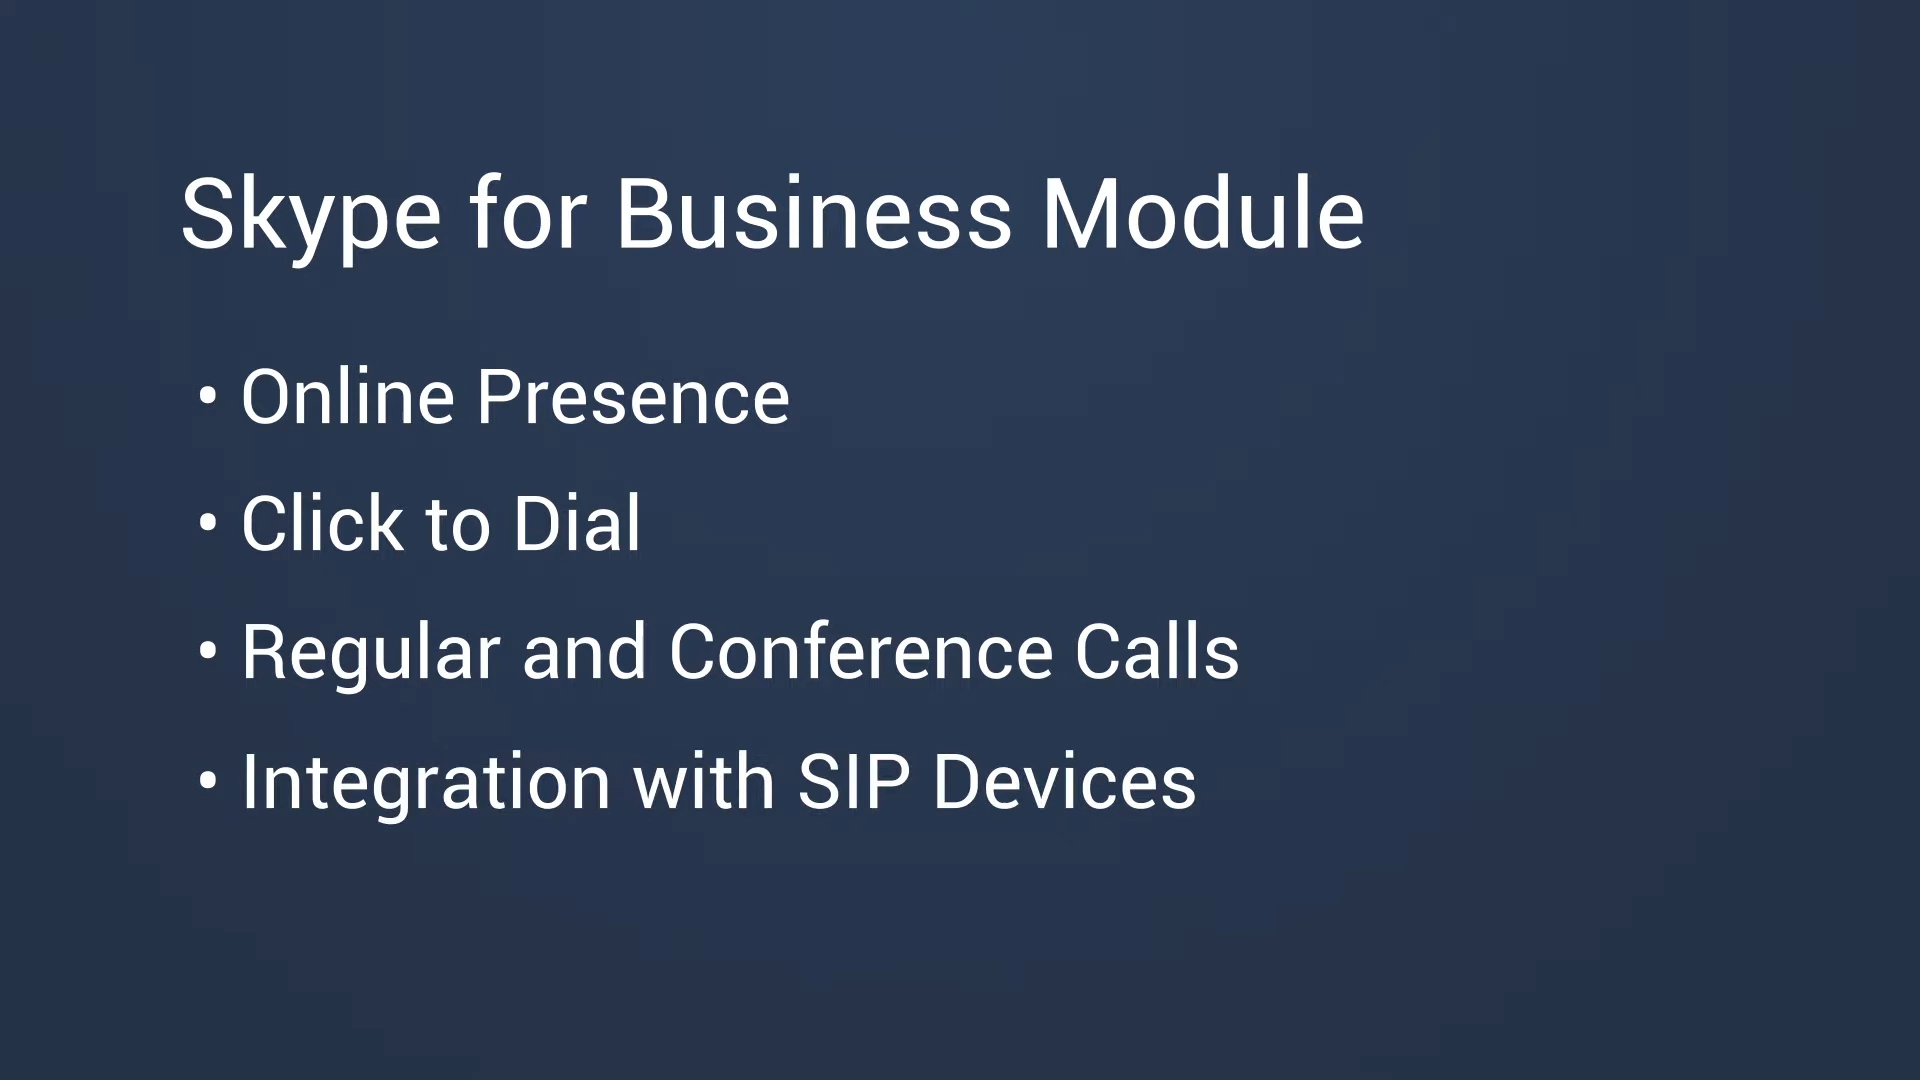 Skype for Business Module
• Online Presence
• Click to Dial
• Regular and Conference Calls
• Integration with SIP Devices